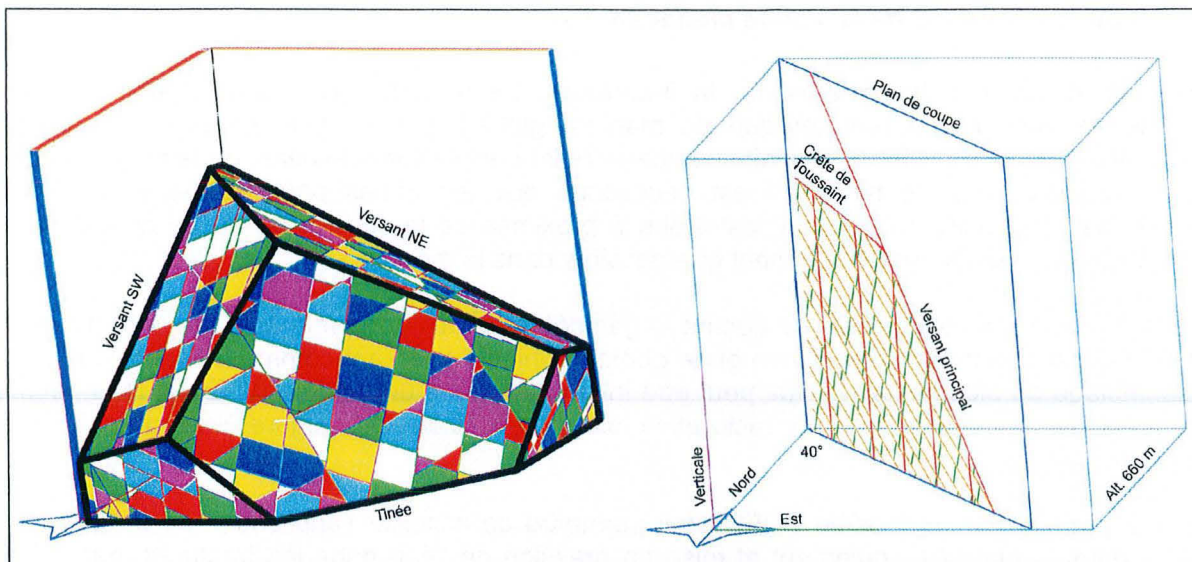 Versant SW
Versant NE
Tinée
Plan de coupe
Crête de
Toussaint
Versant principal
40°
Verticale
Nord
Est
Alt. 660 m